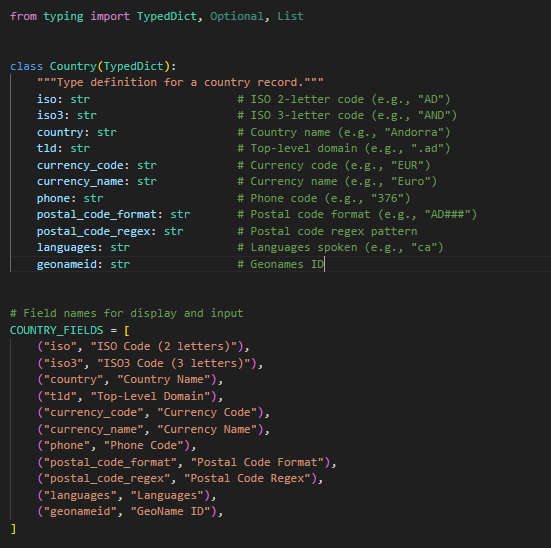 from typing import TypedDict, Optional, List
class Country(TypedDict):
    """Type definition for a country record."""
    iso: str                      # ISO 2-letter code (e.g., "AD")
    iso3: str                     # ISO 3-letter code (e.g., "AND")
    country: str                  # Country name (e.g., "Andorra")
    tld: str                      # Top-level domain (e.g., ".ad")
    currency_code: str            # Currency code (e.g., "EUR")
    currency_name: str            # Currency name (e.g., "Euro")
    phone: str                    # Phone code (e.g., "376")
    postal_code_format: str       # Postal code format (e.g., "AD###")
    postal_code_regex: str        # Postal code regex pattern
    languages: str                # Languages spoken (e.g., "ca")
    geonameid: str                # Geonames ID
# Field names for display and input
COUNTRY_FIELDS = [
    ("iso", "ISO Code (2 letters)"),
    ("iso3", "ISO3 Code (3 letters)"),
    ("country", "Country Name"),
    ("tld", "Top-Level Domain"),
    ("currency_code", "Currency Code"),
    ("currency_name", "Currency Name"),
    ("phone", "Phone Code"),
    ("postal_code_format", "Postal Code Format"),
    ("postal_code_regex", "Postal Code Regex"),
    ("languages", "Languages"),
    ("geonameid", "GeoName ID"),
]